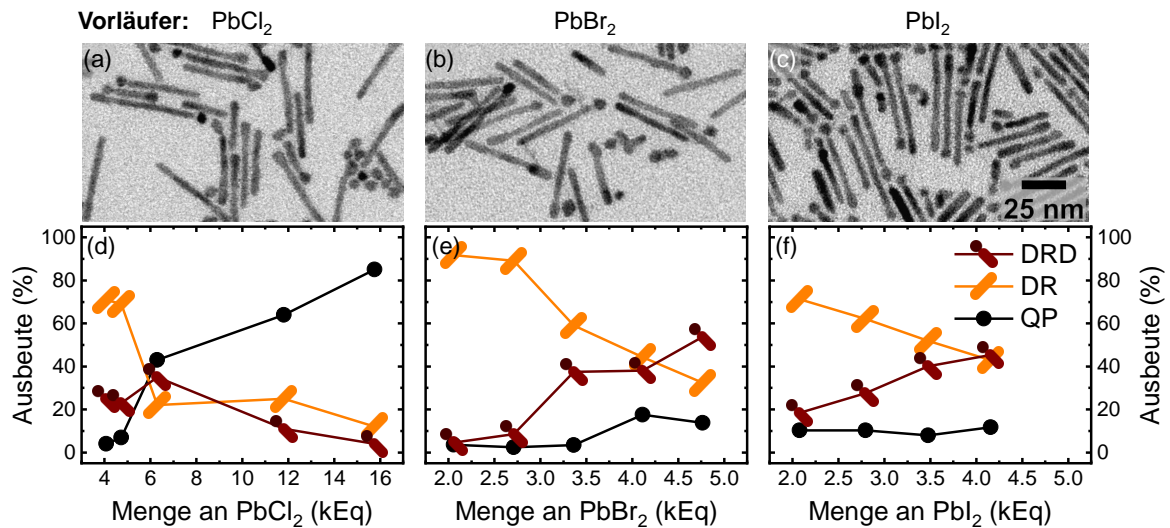 Vorläufer: PbCl₂ PbBr₂ PbI₂
(a) (b) (c)
25 nm
(d) (e) (f)
DRD
DR
QP
Ausbeute (%)
100
80
60
40
20
0
100
80
60
40
20
0
Ausbeute (%)
4 6 8 10 12 14 16
2.0 2.5 3.0 3.5 4.0 4.5 5.0
2.0 2.5 3.0 3.5 4.0 4.5 5.0
Menge an PbCl₂ (kEq) Menge an PbBr₂ (kEq) Menge an PbI₂ (kEq)